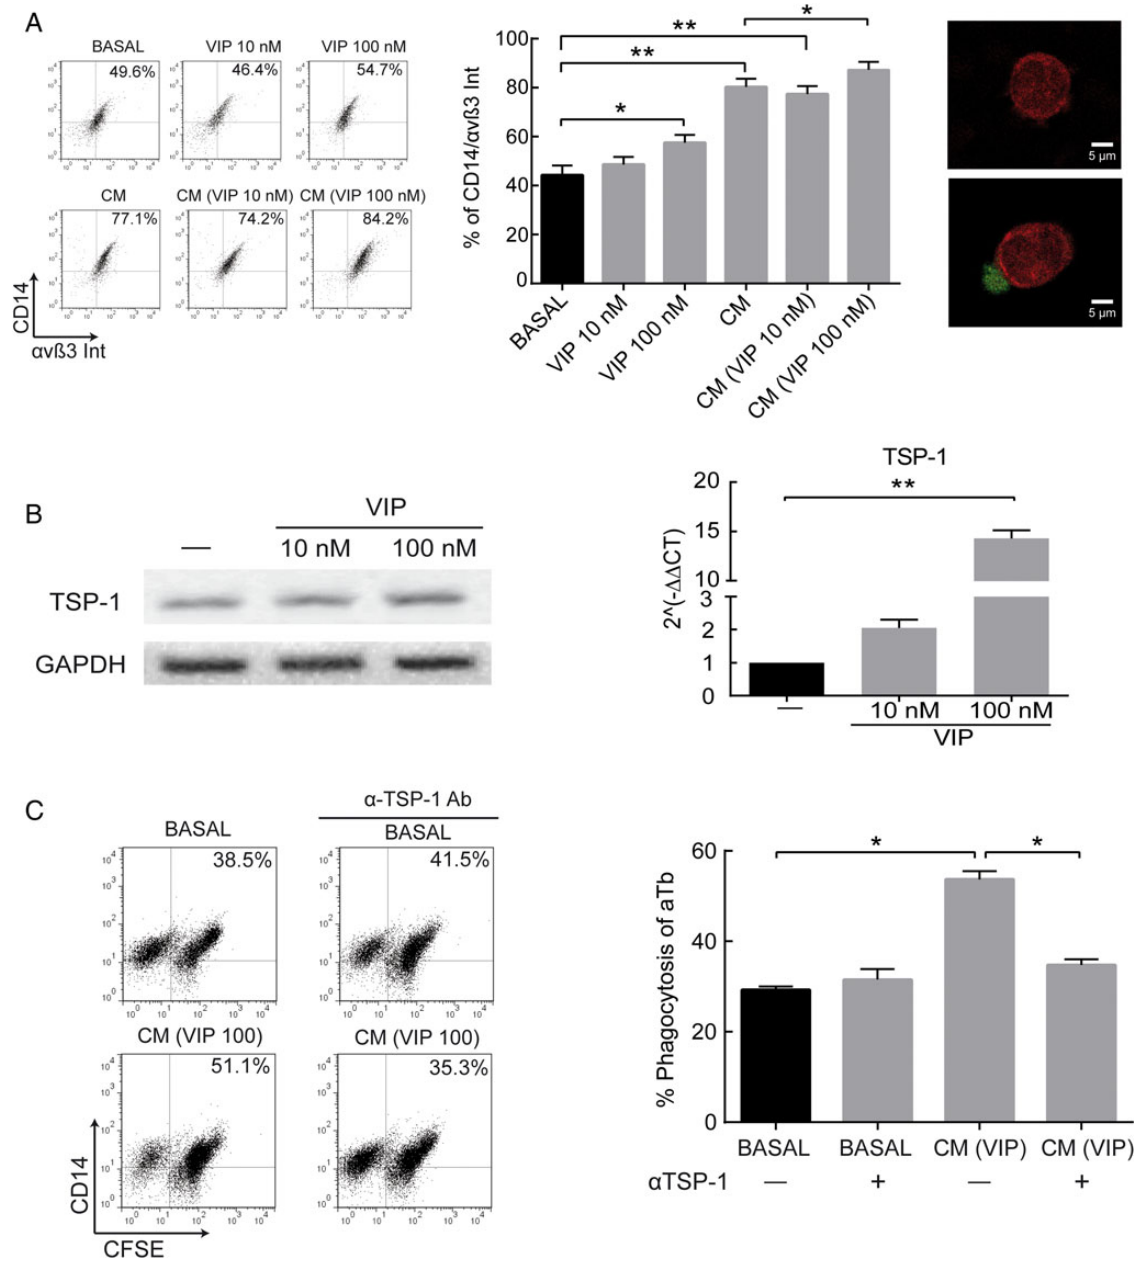 A
BASAL
VIP 10 nM
VIP 100 nM
49.6%
46.4%
54.7%
CM
CM (VIP 10 nM)
CM (VIP 100 nM)
77.1%
74.2%
84.2%
CD14
αvß3 Int
% of CD14/αvß3 Int
100
80
60
40
20
0
**
*
**
*
BASAL
VIP 10 nM
VIP 100 nM
CM
CM (VIP 10 nM)
CM (VIP 100 nM)
5 µm
5 µm
B
VIP
—
10 nM
100 nM
TSP-1
GAPDH
TSP-1
2^(-ΔΔCT)
20
15
10
3
2
1
0
**
—
10 nM
100 nM
VIP
C
α-TSP-1 Ab
BASAL
BASAL
38.5%
41.5%
CM (VIP 100)
CM (VIP 100)
51.1%
35.3%
CD14
CFSE
% Phagocytosis of aTb
60
40
20
0
*
*
BASAL
BASAL
CM (VIP)
CM (VIP)
αTSP-1 — + — +